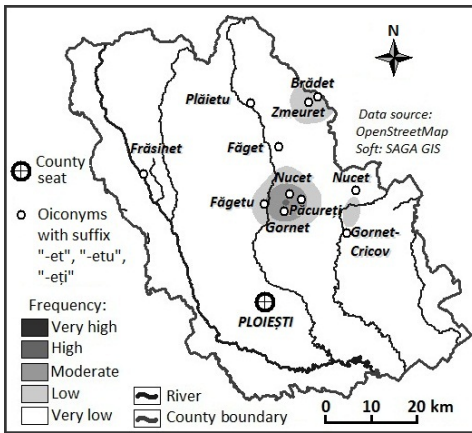 N
Brădet
Plăietu
Zmeuret
Data source:
OpenStreetMap
Soft: SAGA GIS
Frăsinet
Făget
County
seat
Nucet
Nucet
Oiconyms
with suffix
"-et", "-etu",
"-eți"
Făgetu
Păcureți
Gornet
Gornet-
Cricov
Frequency:
Very high
High
Moderate
Low
Very low
PLOIEȘTI
River
County boundary
0 10 20 km